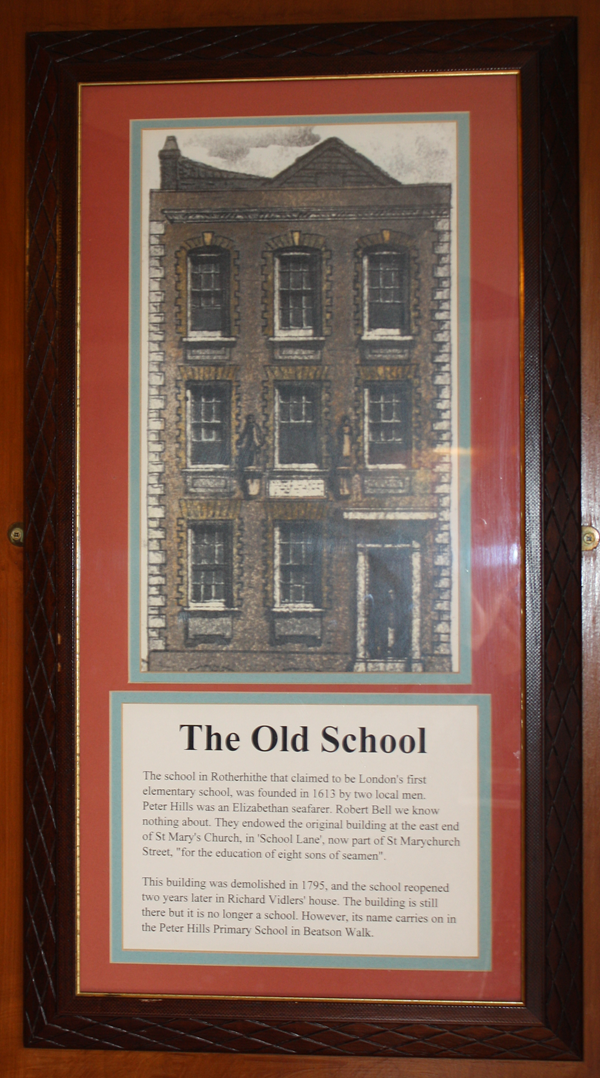 The Old School
The school in Rotherhithe that claimed to be London's first
elementary school, was founded in 1613 by two local men.
Peter Hills was an Elizabethan seafarer. Robert Bell we know
nothing about. They endowed the original building at the east end
of St Mary's Church, in 'School Lane', now part of St Marychurch
Street, "for the education of eight sons of seamen".
This building was demolished in 1795, and the school reopened
two years later in Richard Vidlers' house. The building is still
there but it is no longer a school. However, its name carries on in
the Peter Hills Primary School in Beatson Walk.